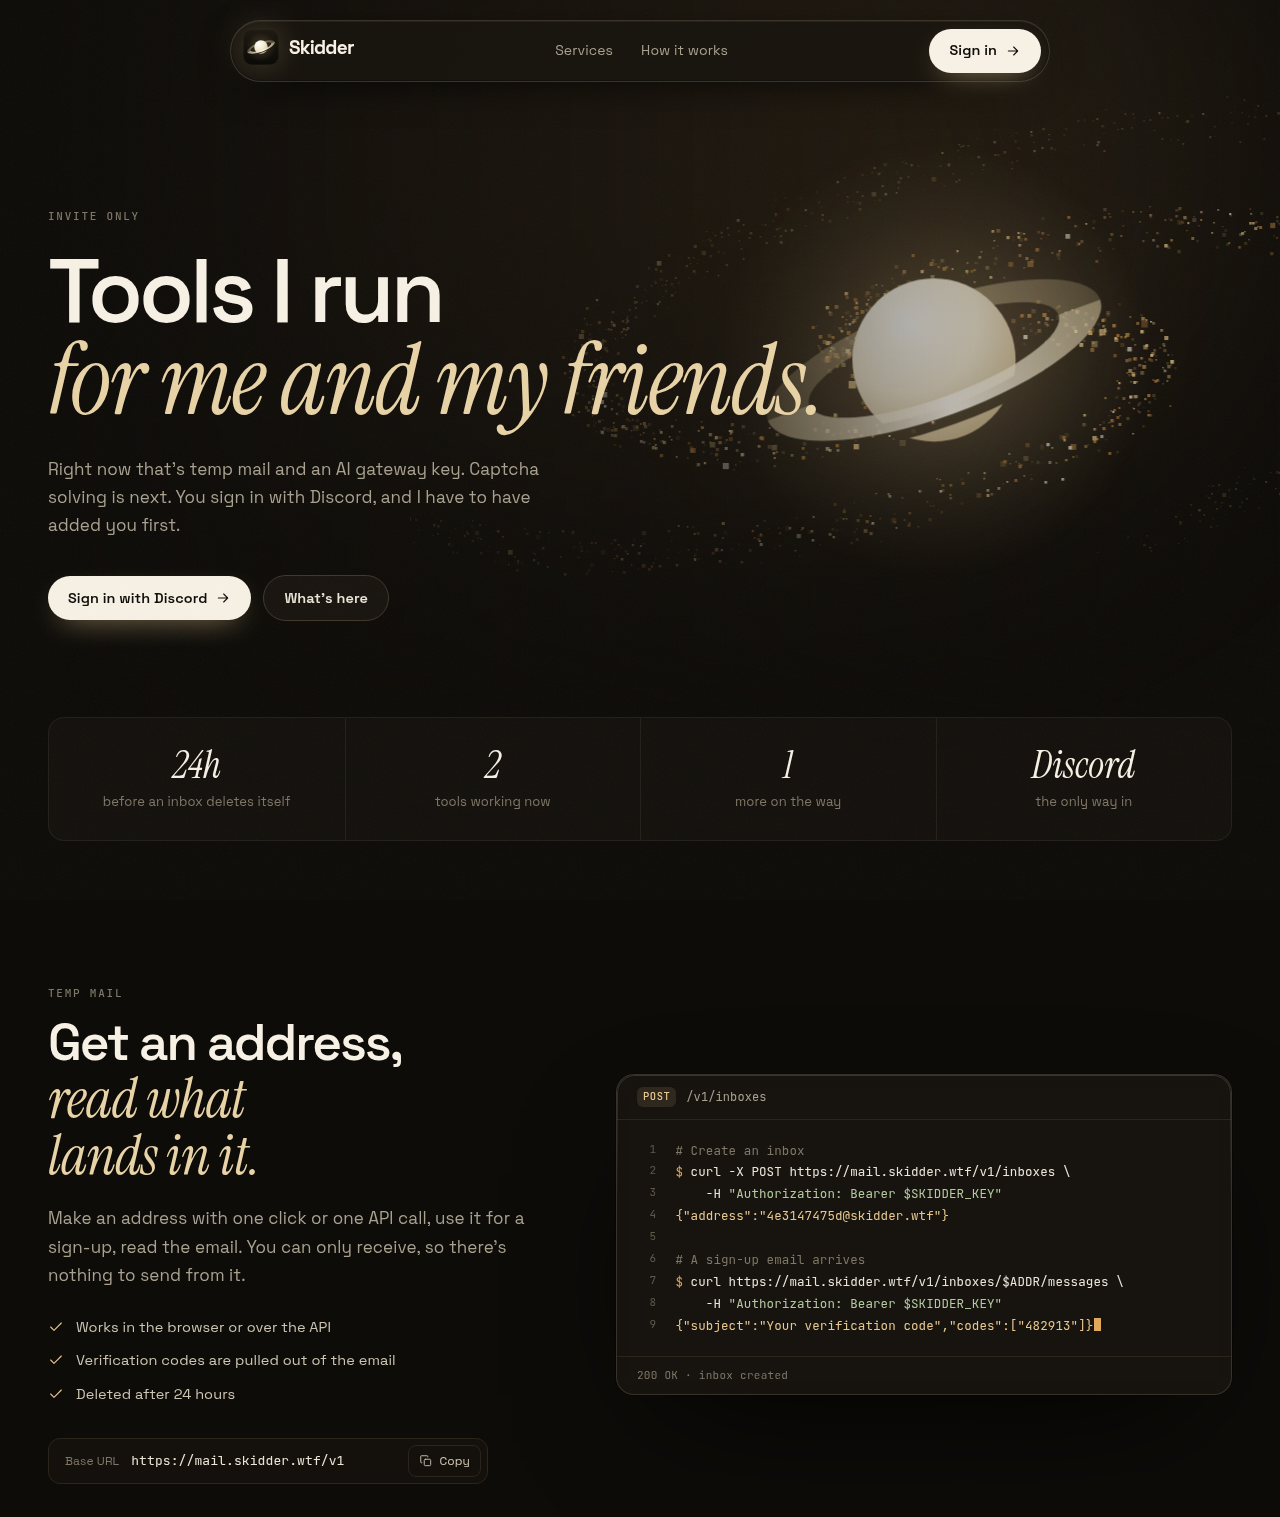 Skidder
Services
How it works
Sign in →
INVITE ONLY
Tools I run
for me and my friends.
Right now that's temp mail and an AI gateway key. Captcha
solving is next. You sign in with Discord, and I have to have
added you first.
Sign in with Discord →
What's here
24h
before an inbox deletes itself
2
tools working now
1
more on the way
Discord
the only way in
TEMP MAIL
Get an address,
read what
lands in it.
Make an address with one click or one API call, use it for a
sign-up, read the email. You can only receive, so there's
nothing to send from it.
Works in the browser or over the API
Verification codes are pulled out of the email
Deleted after 24 hours
Base URL https://mail.skidder.wtf/v1
Copy
POST /v1/inboxes
1 # Create an inbox
2 $ curl -X POST https://mail.skidder.wtf/v1/inboxes \
3 -H "Authorization: Bearer $SKIDDER_KEY"
4 {"address":"4e3147475d@skidder.wtf"}
5
6 # A sign-up email arrives
7 $ curl https://mail.skidder.wtf/v1/inboxes/$ADDR/messages \
8 -H "Authorization: Bearer $SKIDDER_KEY"
9 {"subject":"Your verification code","codes":["482913"]}
200 OK · inbox created